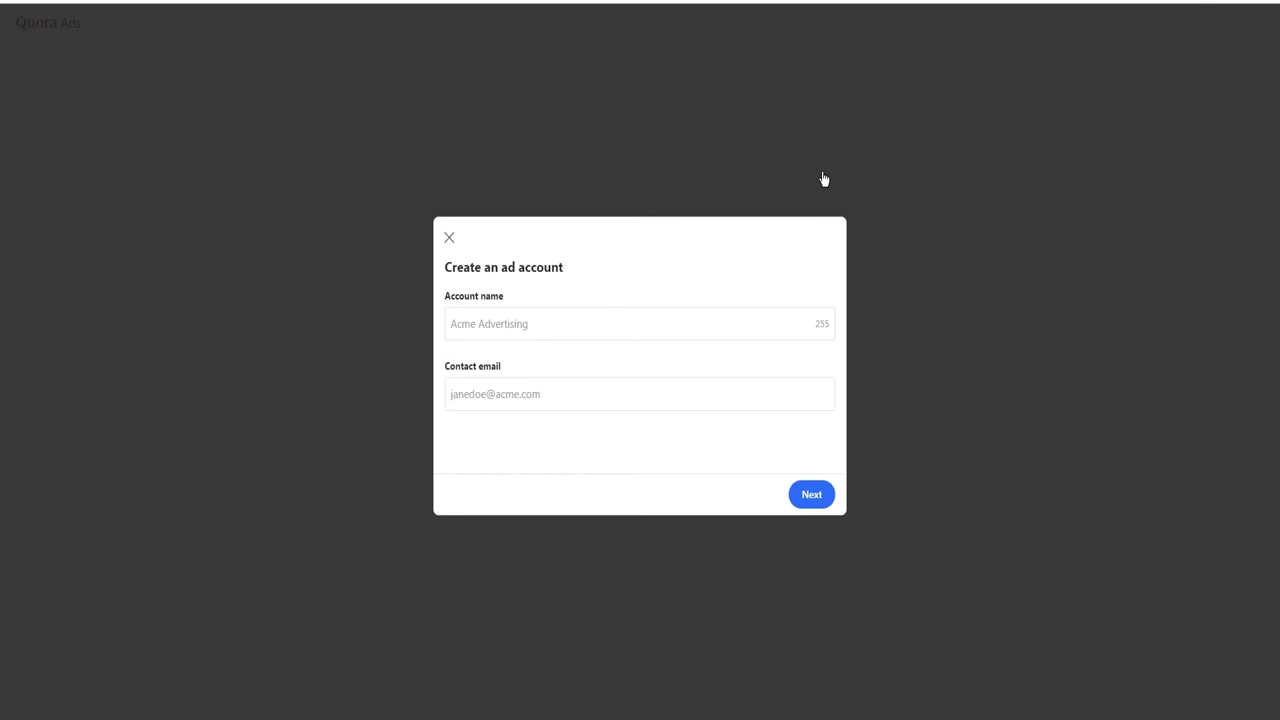 Quora Ads
Create an ad account
Account name
Acme Advertising 255
Contact email
janedoe@acme.com
Next